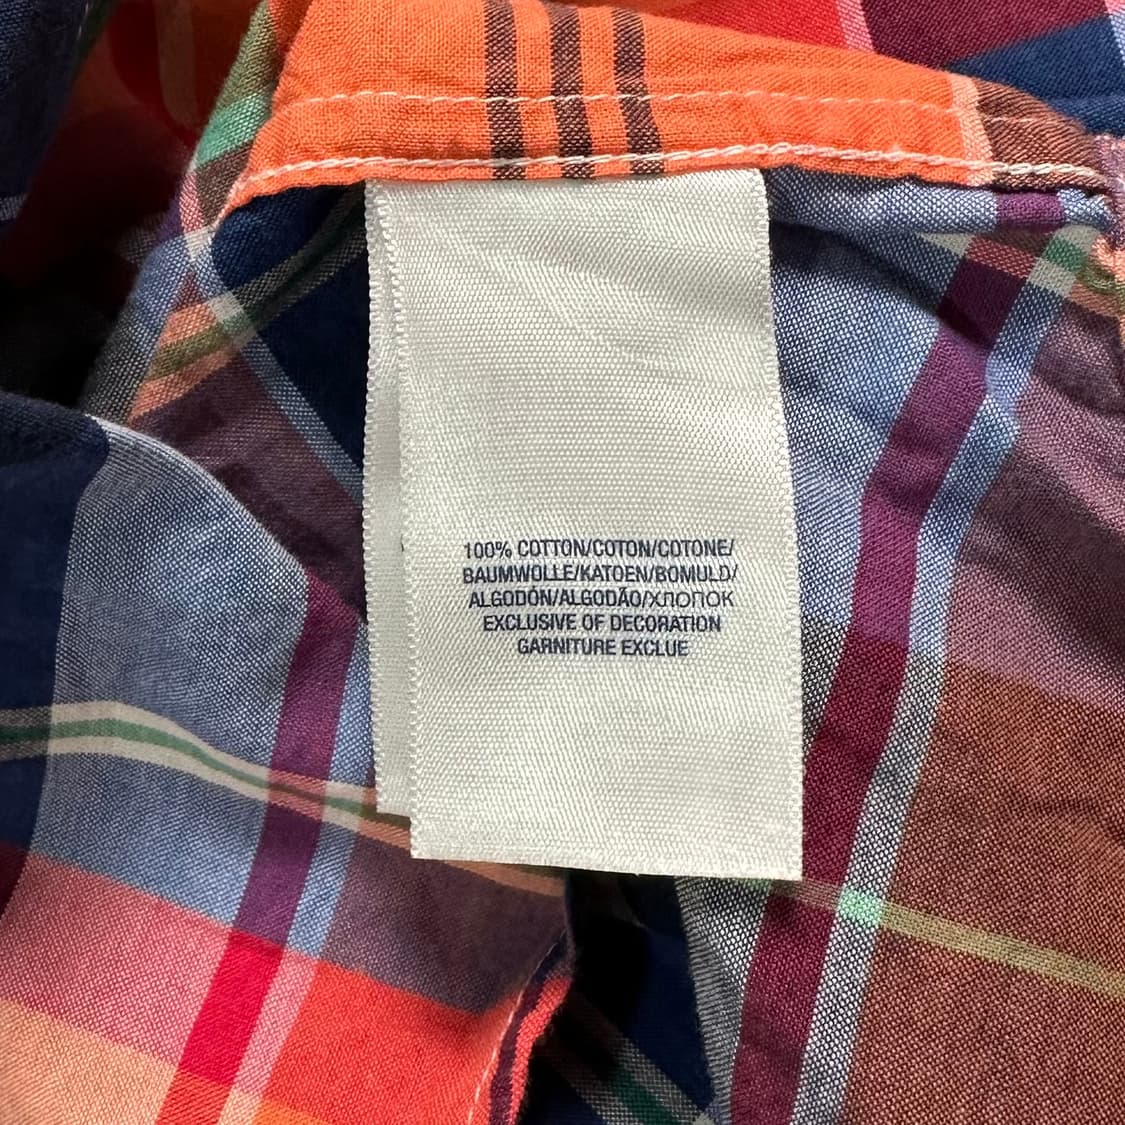 100% COTTON/COTON/COTONE/
BAUMWOLLE/KATOEN/BOMULD/
ALGODÓN/ALGODÃO/ХЛОПОК
EXCLUSIVE OF DECORATION
GARNITURE EXCLUE